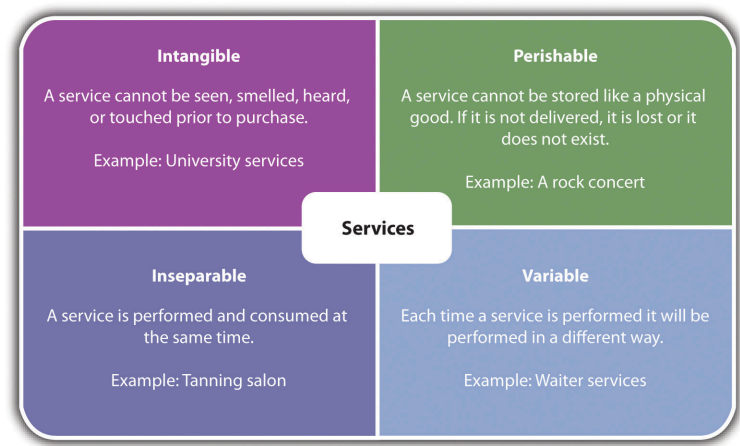 Intangible
A service cannot be seen, smelled, heard,
or touched prior to purchase.
Example: University services
Perishable
A service cannot be stored like a physical
good. If it is not delivered, it is lost or it
does not exist.
Example: A rock concert
Services
Inseparable
A service is performed and consumed at
the same time.
Example: Tanning salon
Variable
Each time a service is performed it will be
performed in a different way.
Example: Waiter services